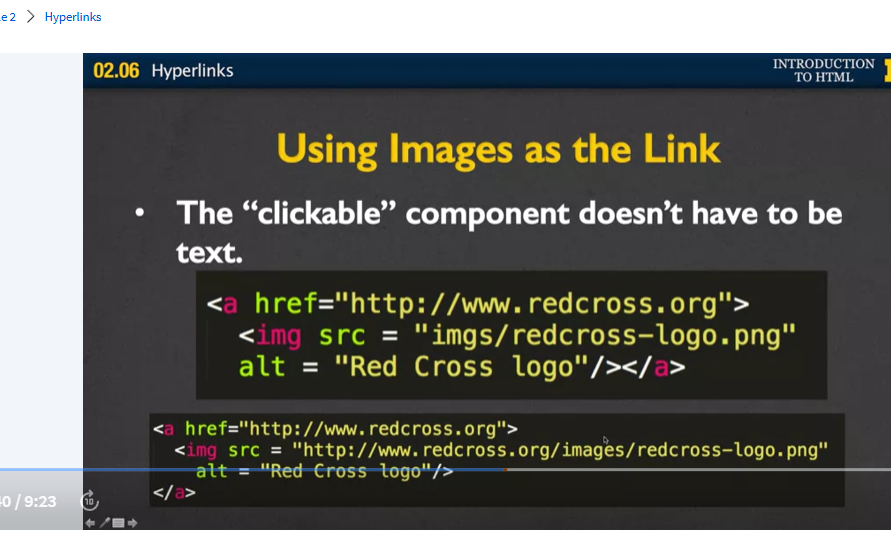 e 2 > Hyperlinks
02.06 Hyperlinks
INTRODUCTION
TO HTML
Using Images as the Link
• The “clickable” component doesn’t have to be
text.
<a href="http://www.redcross.org">
<img src = "imgs/redcross-logo.png"
alt = "Red Cross logo"/></a>
<a href="http://www.redcross.org">
<img src = "http://www.redcross.org/images/redcross-logo.png"
alt = "Red Cross logo"/>
</a>
0 / 9:23
10